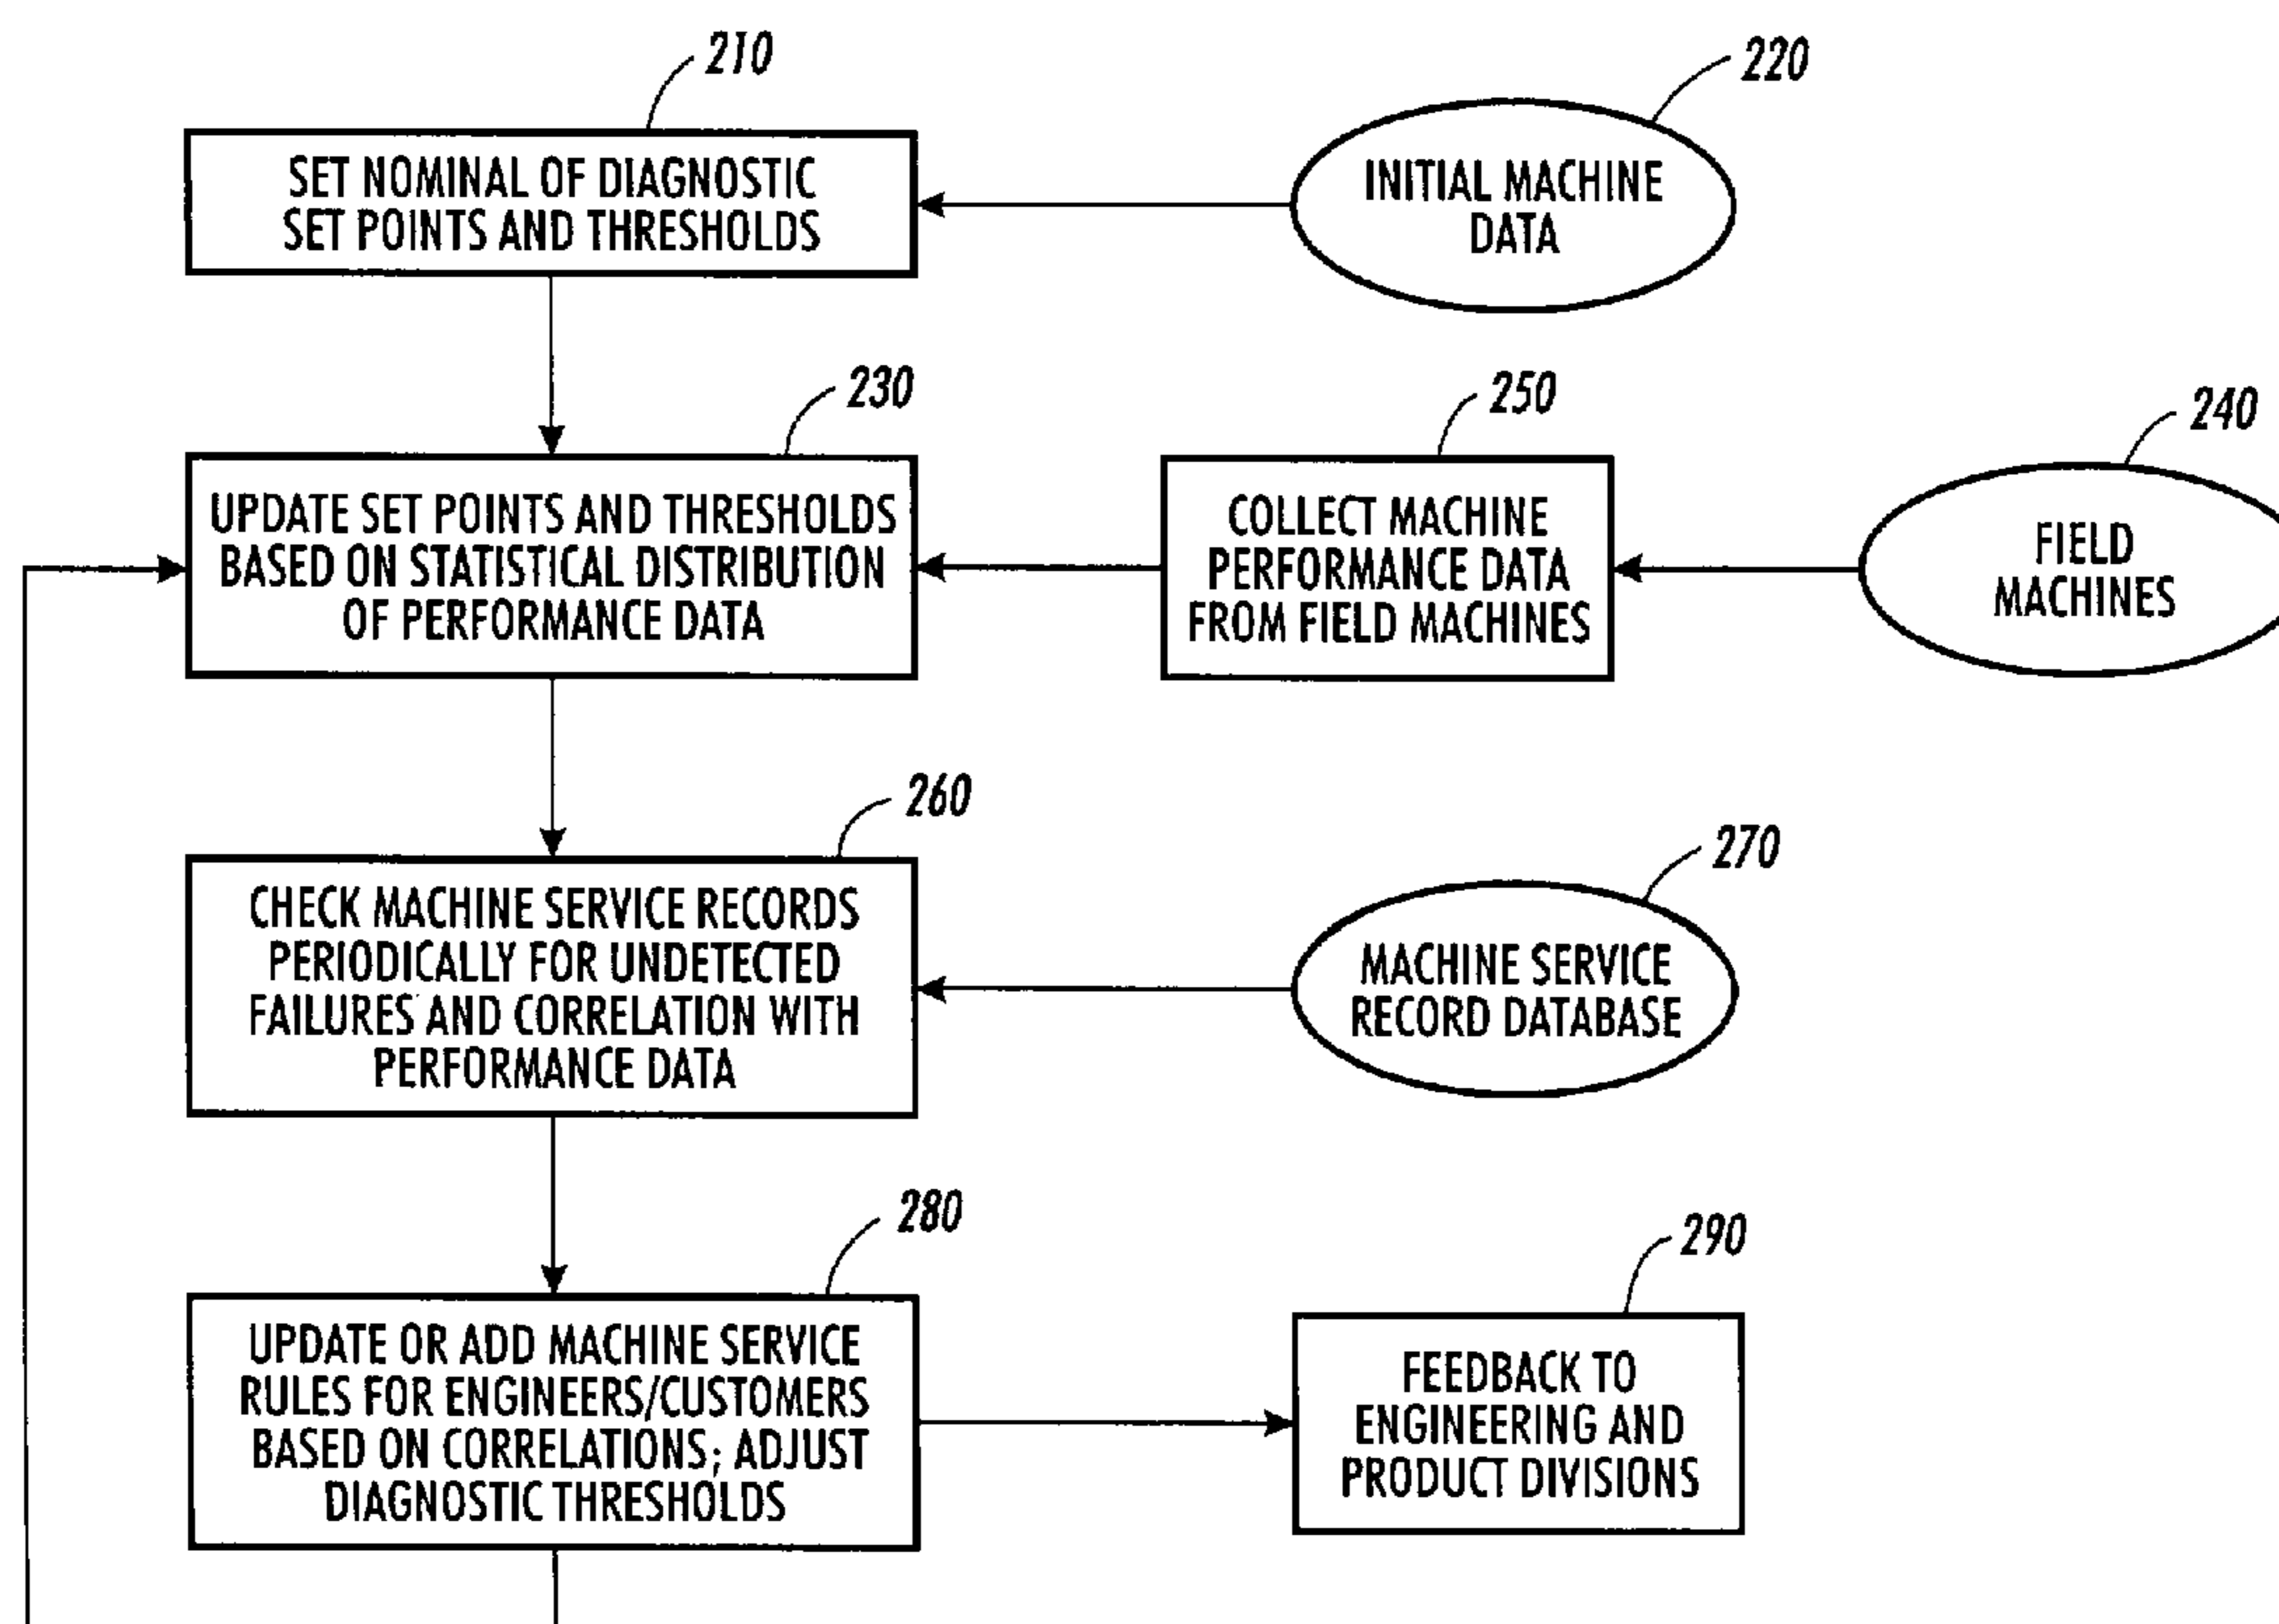 210
220
SET NOMINAL OF DIAGNOSTIC
SET POINTS AND THRESHOLDS
INITIAL MACHINE
DATA
230
250
240
UPDATE SET POINTS AND THRESHOLDS
BASED ON STATISTICAL DISTRIBUTION
OF PERFORMANCE DATA
COLLECT MACHINE
PERFORMANCE DATA
FROM FIELD MACHINES
FIELD
MACHINES
260
270
CHECK MACHINE SERVICE RECORDS
PERIODICALLY FOR UNDETECTED
FAILURES AND CORRELATION WITH
PERFORMANCE DATA
MACHINE SERVICE
RECORD DATABASE
280
290
UPDATE OR ADD MACHINE SERVICE
RULES FOR ENGINEERS/CUSTOMERS
BASED ON CORRELATIONS; ADJUST
DIAGNOSTIC THRESHOLDS
FEEDBACK TO
ENGINEERING AND
PRODUCT DIVISIONS